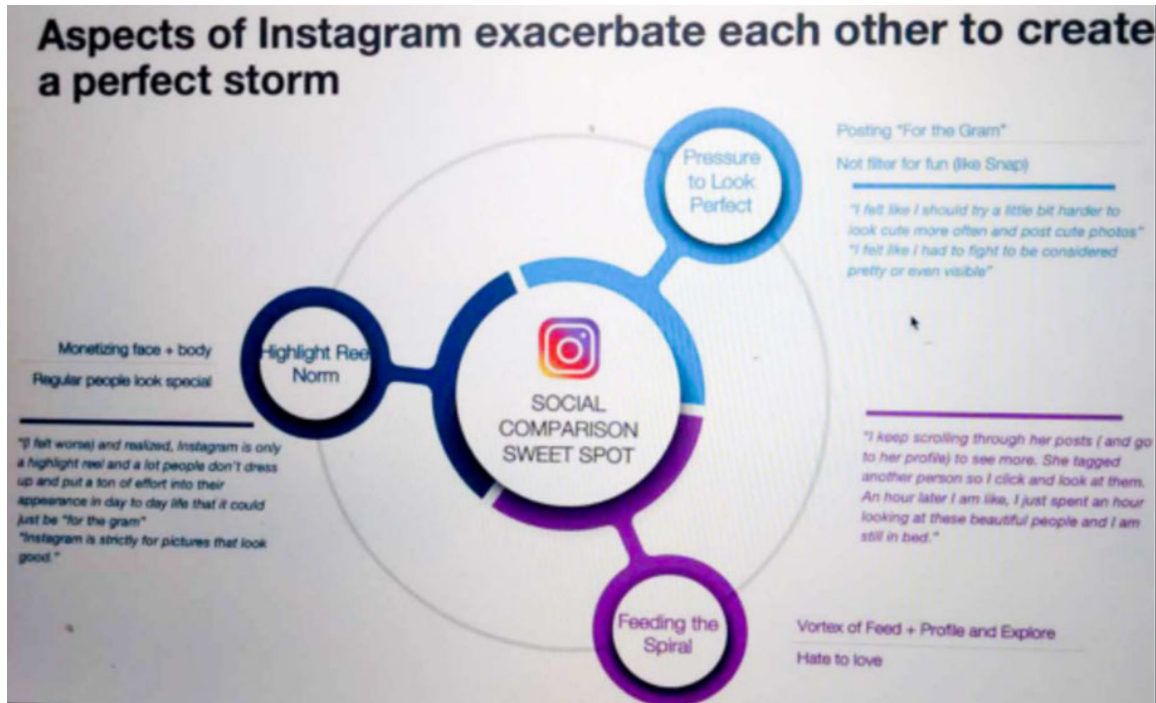 Aspects of Instagram exacerbate each other to create
a perfect storm
Pressure
to Look
Perfect
Posting "For the Gram"
Not filter for fun (like Snap)
"I felt like I should try a little bit harder to
look cute more often and post cute photos"
"I felt like I had to fight to be considered
pretty or even visible"
Highlight Reel
Norm
Monetizing face + body
Regular people look special
"(I felt worse) and realized, Instagram is only
a highlight reel and a lot people don't dress
up and put a ton of effort into their
appearance in day to day life that it could
just be "for the gram"
"Instagram is strictly for pictures that look
good."
SOCIAL
COMPARISON
SWEET SPOT
"I keep scrolling through her posts ( and go
to her profile) to see more. She tagged
another person so I click and look at them.
An hour later I am like, I just spent an hour
looking at these beautiful people and I am
still in bed."
Feeding the
Spiral
Vortex of Feed + Profile and Explore
Hate to love